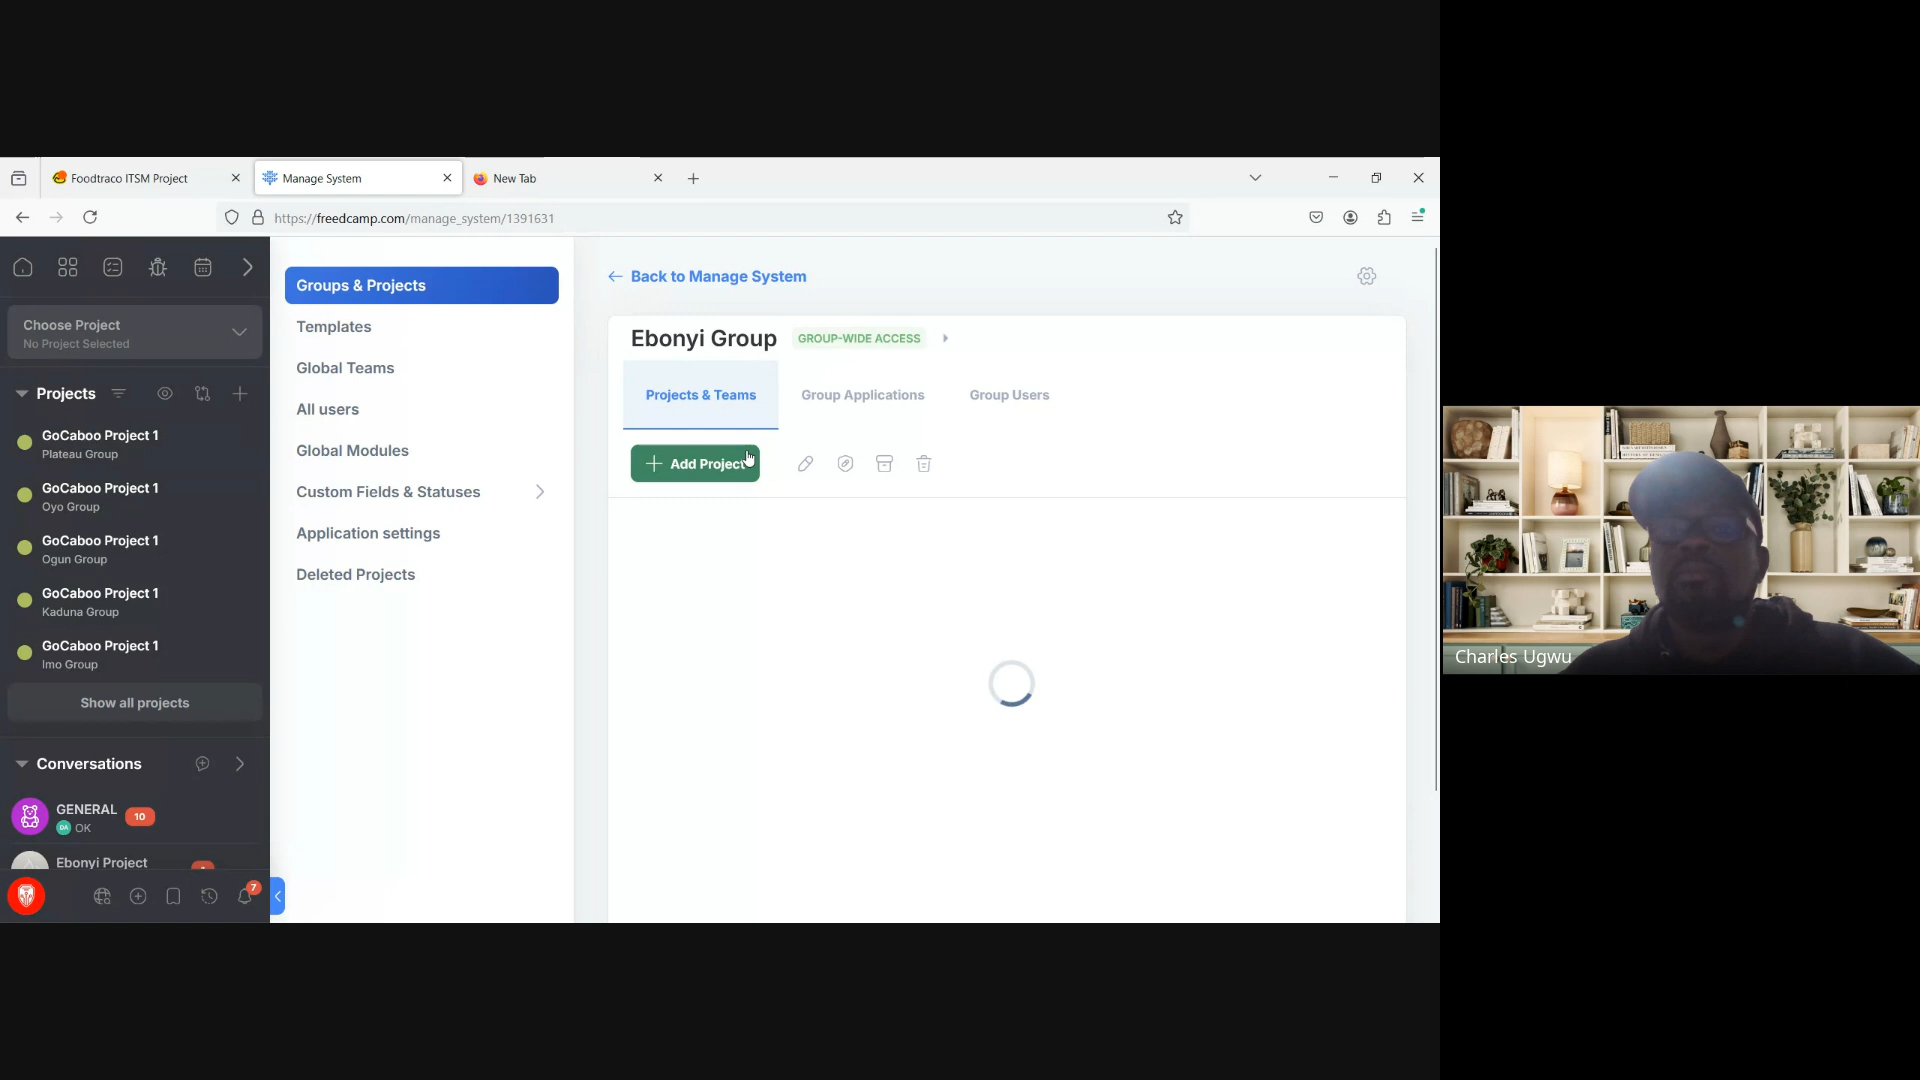 Foodtraco ITSM Project
Manage System
New Tab
https://freedcamp.com/manage_system/1391631
Choose Project
No Project Selected
Projects
GoCaboo Project 1
Plateau Group
GoCaboo Project 1
Oyo Group
GoCaboo Project 1
Ogun Group
GoCaboo Project 1
Kaduna Group
GoCaboo Project 1
Imo Group
Show all projects
Conversations
GENERAL
10
DA OK
Ebonyi Project
7
Groups & Projects
Templates
Global Teams
All users
Global Modules
Custom Fields & Statuses
Application settings
Deleted Projects
Back to Manage System
Ebonyi Group GROUP-WIDE ACCESS
Projects & Teams Group Applications Group Users
Add Project
Charles Ugwu